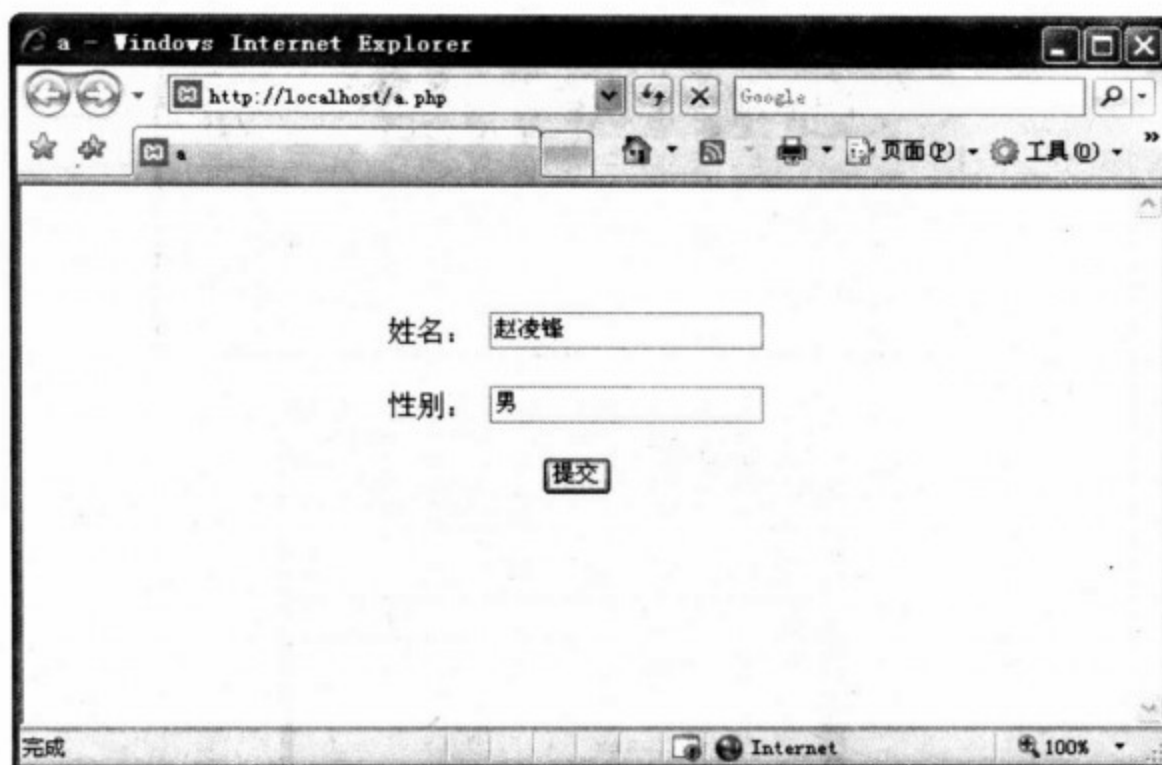 a - Windows Internet Explorer
http://localhost/a.php
Google
a
页面(P)
工具(O)
姓名： 赵凌锋
性别： 男
提交
完成
Internet
100%